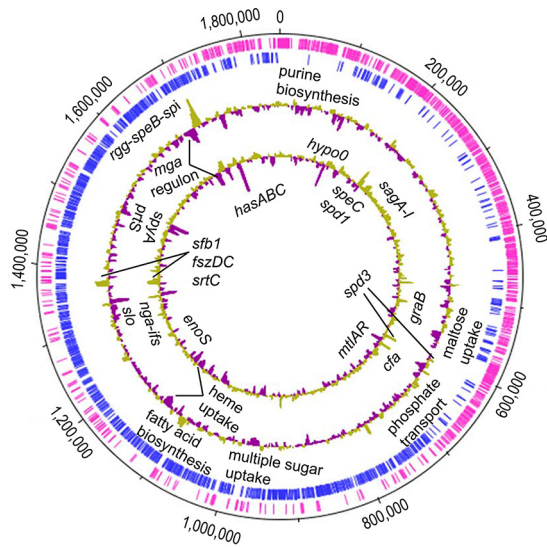 0
200,000
400,000
600,000
800,000
1,000,000
1,200,000
1,400,000
1,600,000
1,800,000
purine
biosynthesis
rgg-speB-spi
mga
regulon
hypo0
sagA-I
hasABC
speC
spd1
prtS
spyA
sfb1
fszDC
srtC
spd3
graB
maltose
uptake
mtlAR
cfa
nga-ifs
slo
enoS
heme
uptake
phosphate
transport
fatty acid
biosynthesis
multiple sugar
uptake